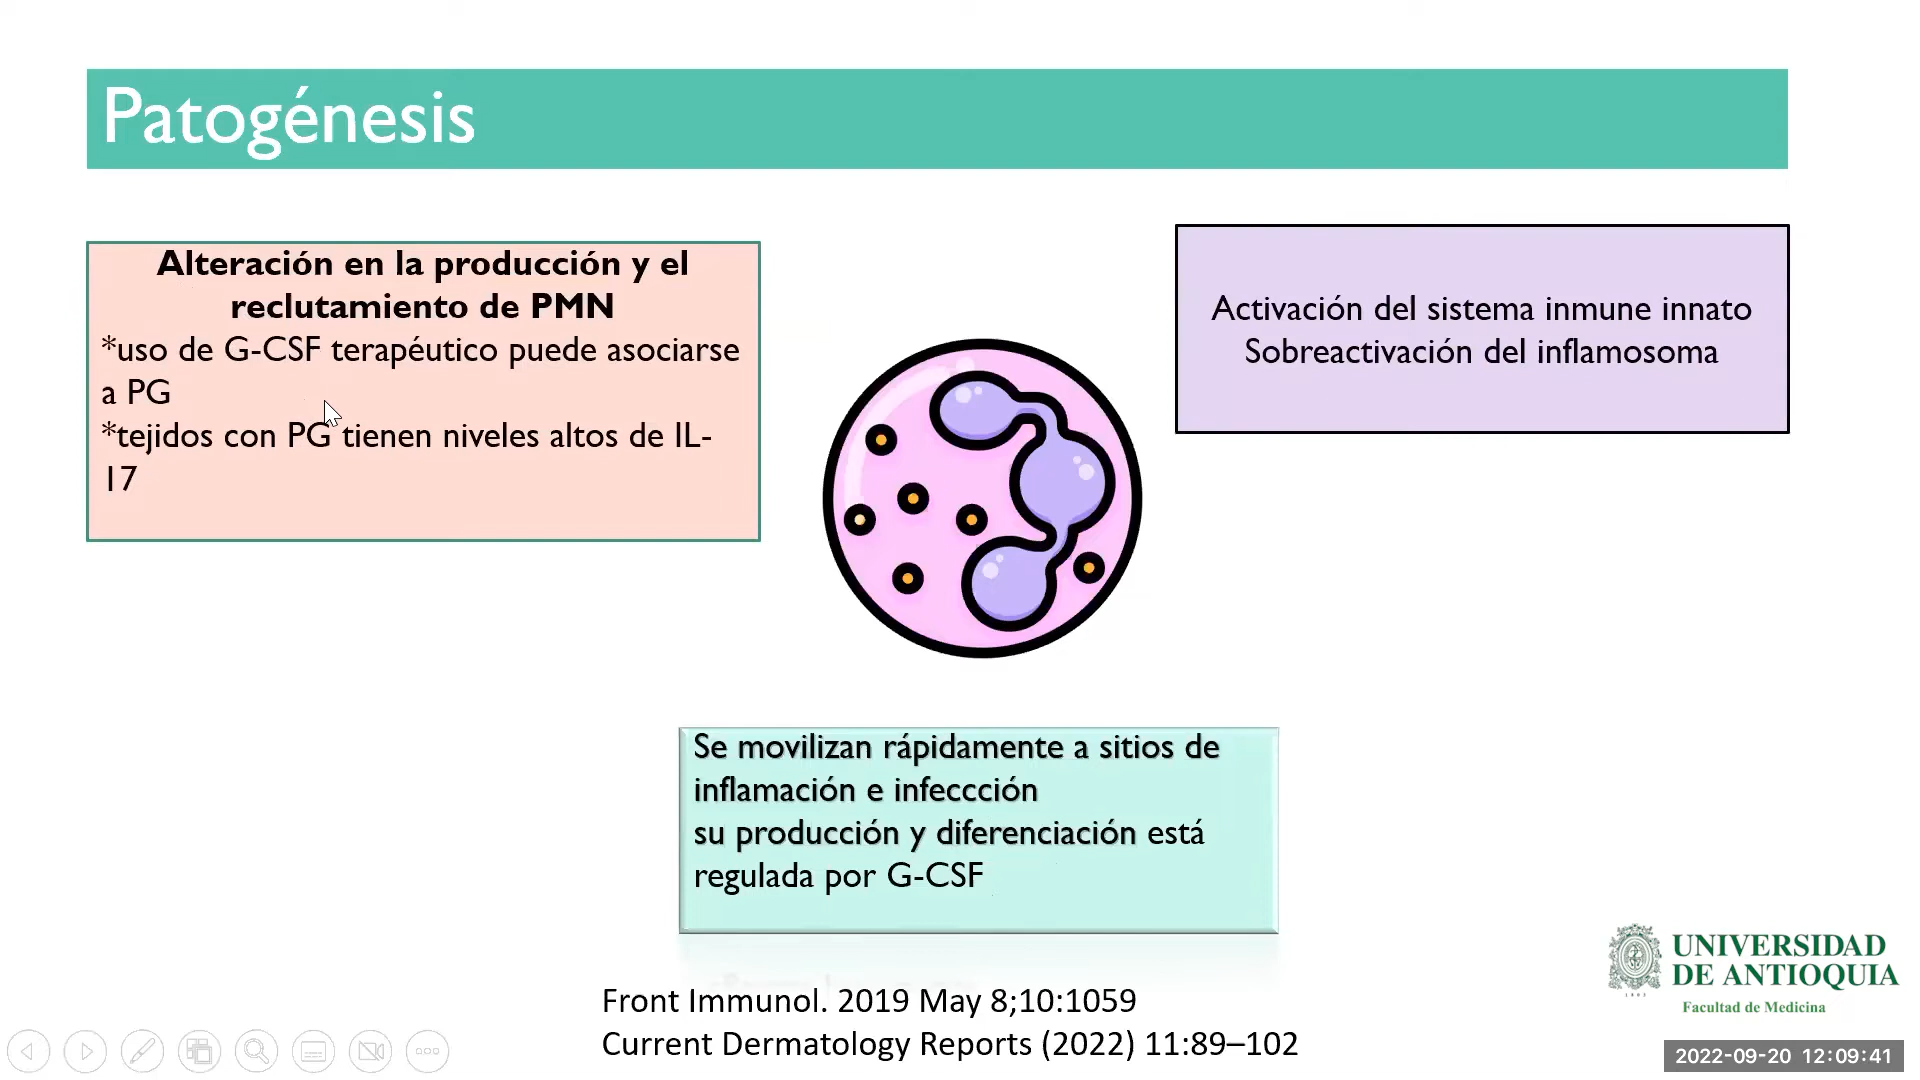 Patogénesis
Alteración en la producción y el
reclutamiento de PMN
*uso de G-CSF terapéutico puede asociarse
a PG
*tejidos con PG tienen niveles altos de IL-
17
Activación del sistema inmune innato
Sobreactivación del inflamosoma
Se movilizan rápidamente a sitios de
inflamación e infeccción
su producción y diferenciación está
regulada por G-CSF
Front Immunol. 2019 May 8;10:1059
Current Dermatology Reports (2022) 11:89–102
UNIVERSIDAD
DE ANTIOQUIA
1803
Facultad de Medicina
2022-09-20 12:09:41